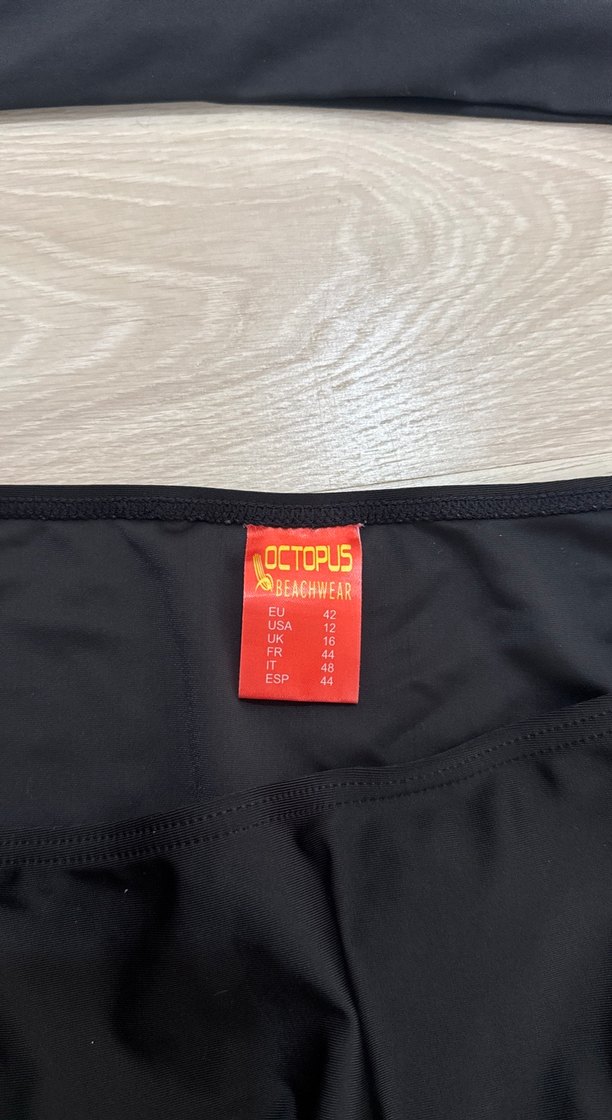 OCTOPUS
BEACHWEAR
EU 42
USA 12
UK 16
FR 44
IT 48
ESP 44